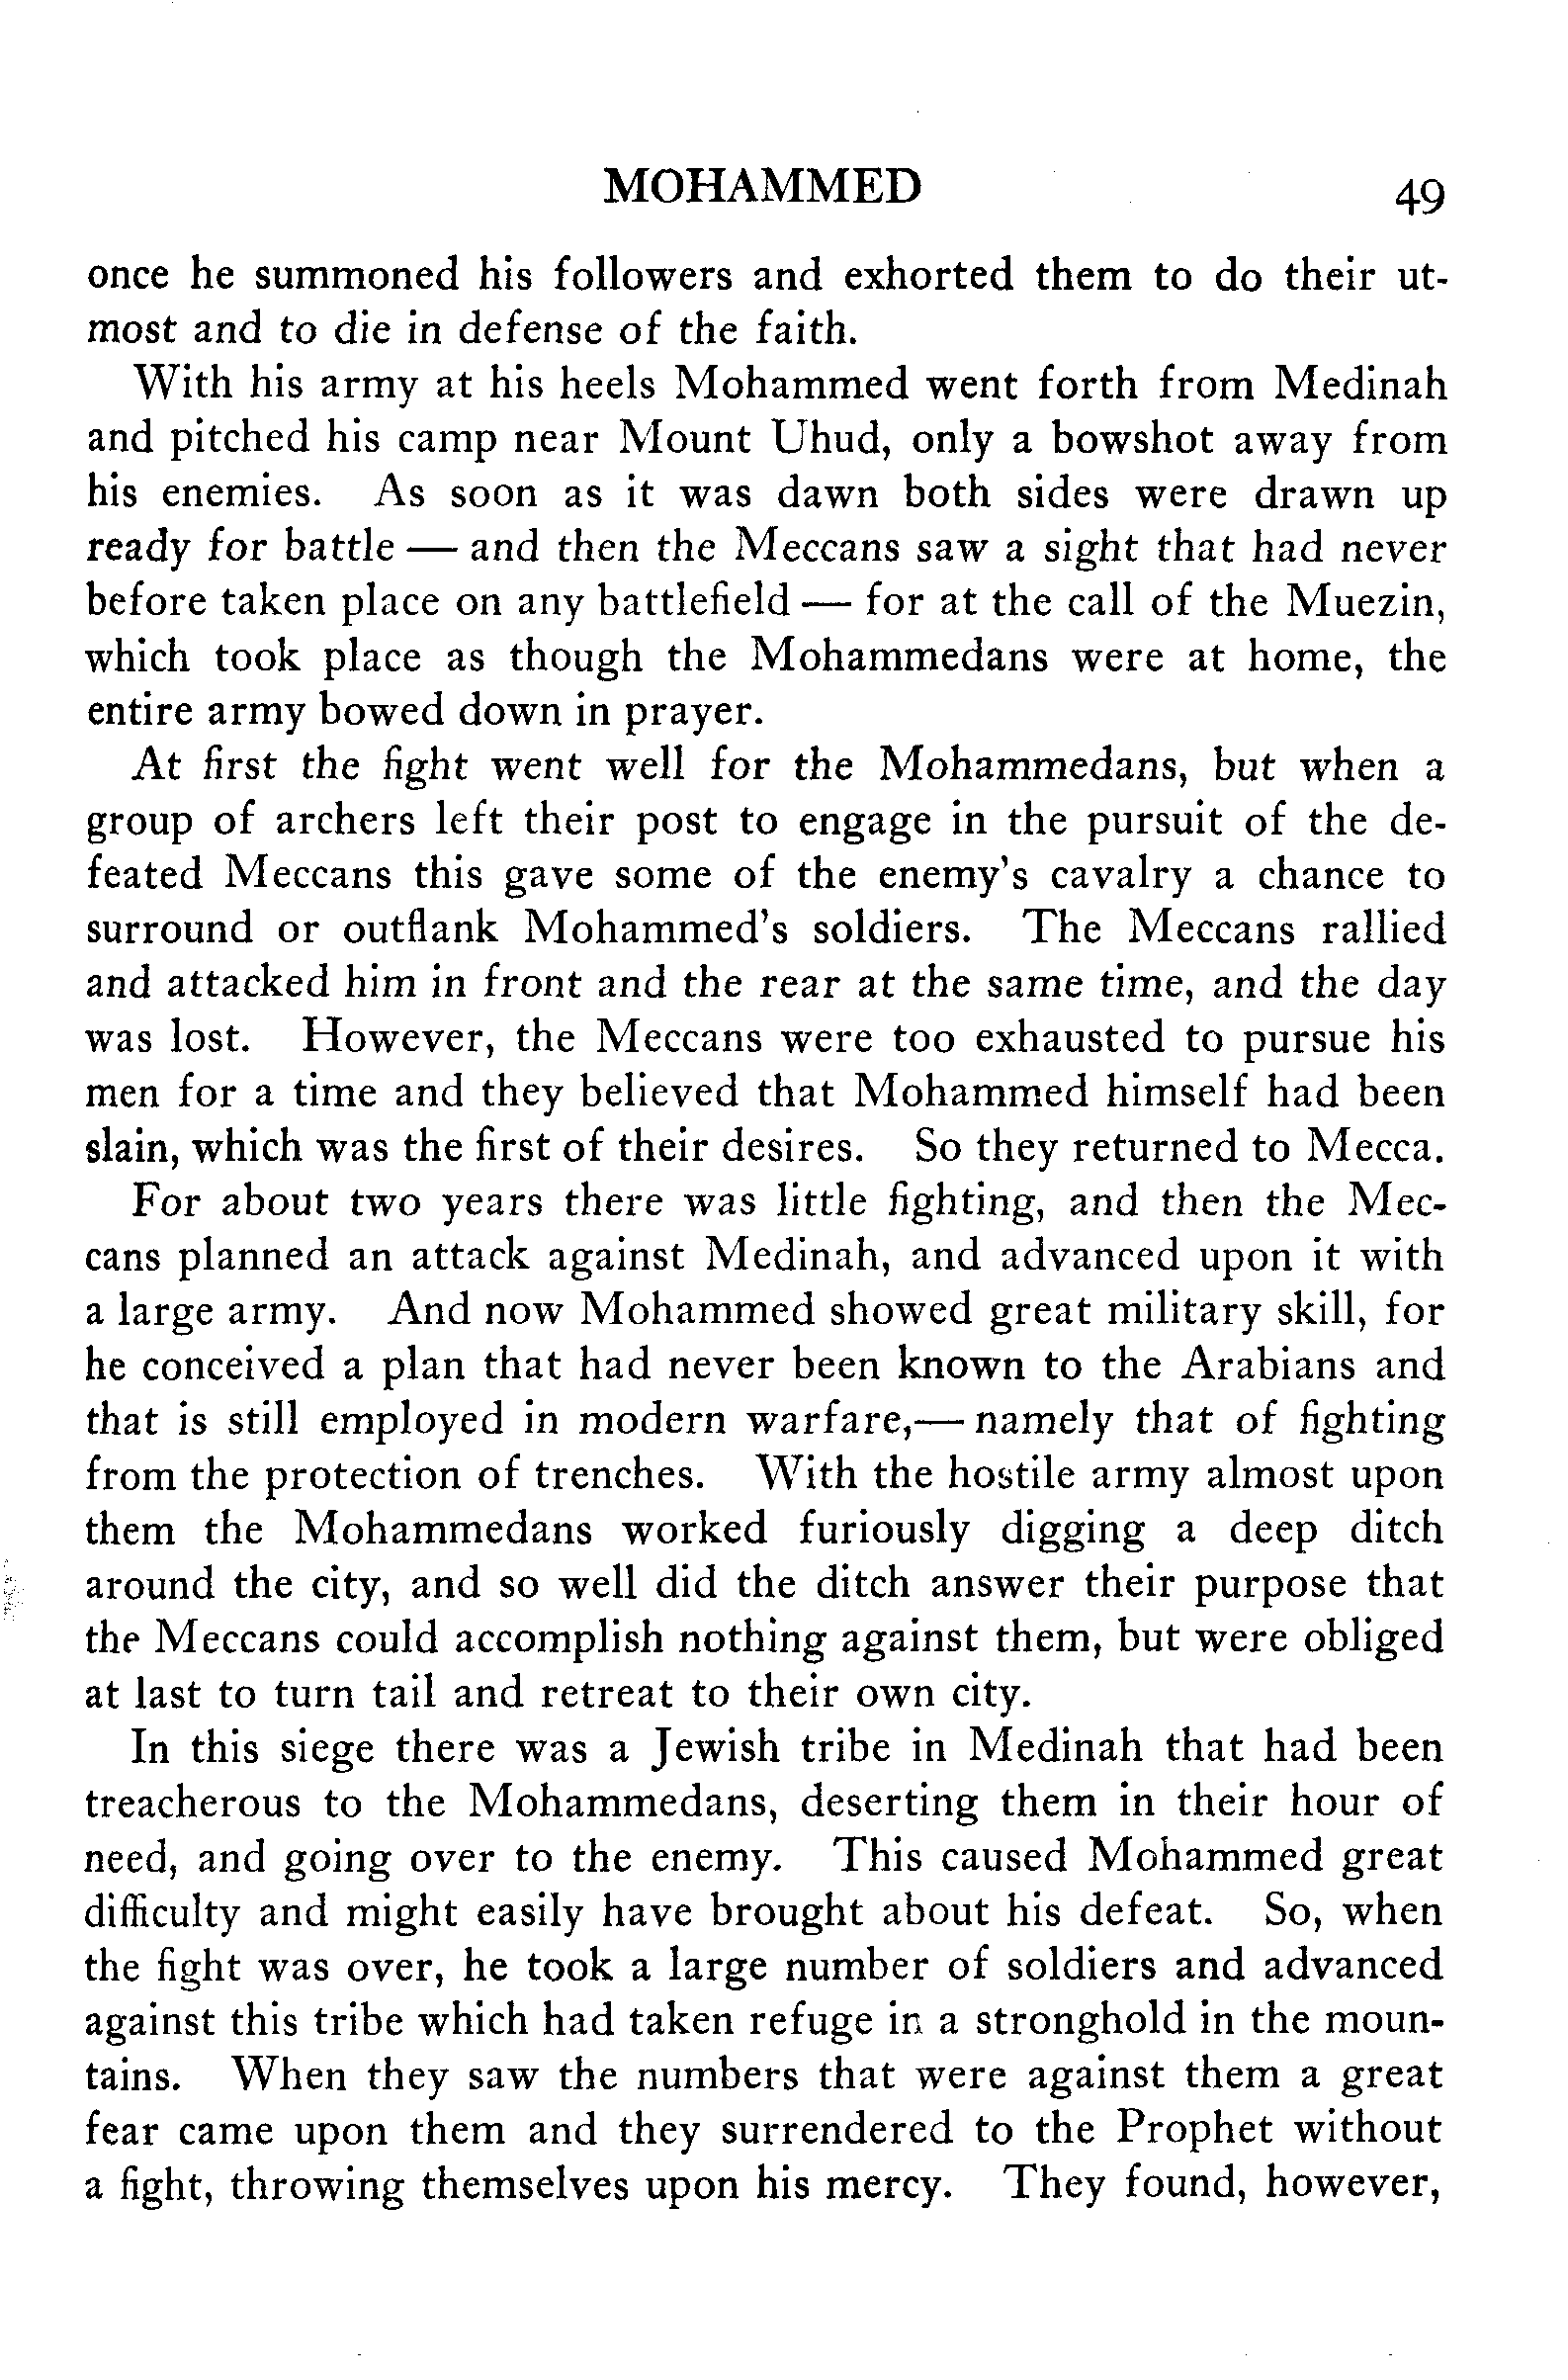 MOHAMMED 49
once he summoned his followers and exhorted them to do their ut-
most and to die in defense of the faith.
With his army at his heels Mohammed went forth from Medinah
and pitched his camp near Mount Uhud, only a bowshot away from
his enemies. As soon as it was dawn both sides were drawn up
ready for battle — and then the Meccans saw a sight that had never
before taken place on any battlefield — for at the call of the Muezin,
which took place as though the Mohammedans were at home, the
entire army bowed down in prayer.
At first the fight went well for the Mohammedans, but when a
group of archers left their post to engage in the pursuit of the de-
feated Meccans this gave some of the enemy's cavalry a chance to
surround or outflank Mohammed's soldiers. The Meccans rallied
and attacked him in front and the rear at the same time, and the day
was lost. However, the Meccans were too exhausted to pursue his
men for a time and they believed that Mohammed himself had been
slain, which was the first of their desires. So they returned to Mecca.
For about two years there was little fighting, and then the Mec-
cans planned an attack against Medinah, and advanced upon it with
a large army. And now Mohammed showed great military skill, for
he conceived a plan that had never been known to the Arabians and
that is still employed in modern warfare,— namely that of fighting
from the protection of trenches. With the hostile army almost upon
them the Mohammedans worked furiously digging a deep ditch
around the city, and so well did the ditch answer their purpose that
the Meccans could accomplish nothing against them, but were obliged
at last to turn tail and retreat to their own city.
In this siege there was a Jewish tribe in Medinah that had been
treacherous to the Mohammedans, deserting them in their hour of
need, and going over to the enemy. This caused Mohammed great
difficulty and might easily have brought about his defeat. So, when
the fight was over, he took a large number of soldiers and advanced
against this tribe which had taken refuge in a stronghold in the moun-
tains. When they saw the numbers that were against them a great
fear came upon them and they surrendered to the Prophet without
a fight, throwing themselves upon his mercy. They found, however,